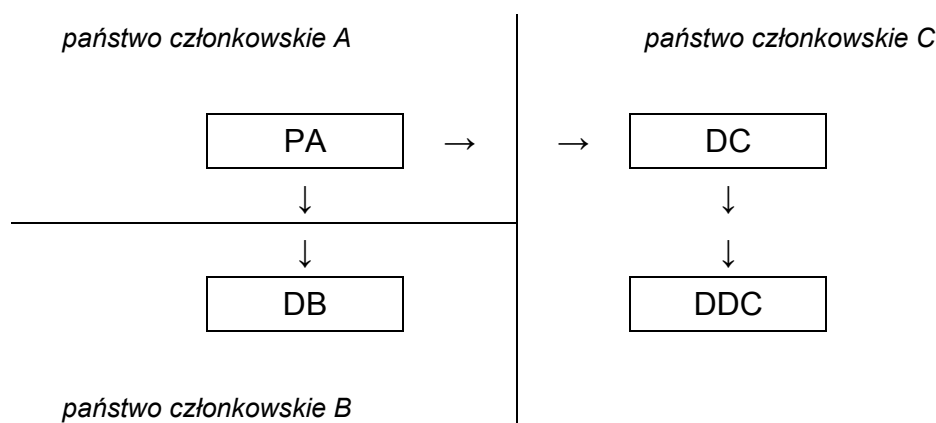 państwo członkowskie A
państwo członkowskie C
PA → → DC
↓ ↓
↓ ↓
DB DDC
państwo członkowskie B